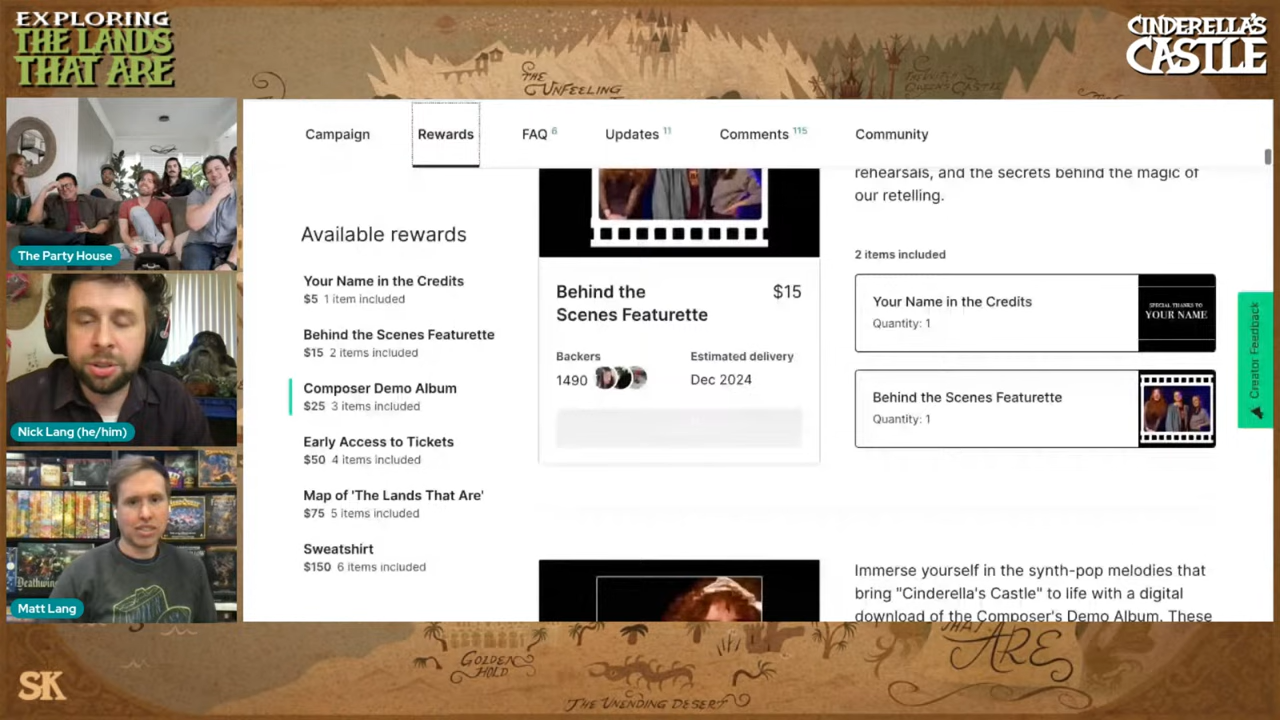 EXPLORING
THE LANDS
THAT ARE
CINDERELLA'S
CASTLE
THE
UNFEELING
The Party House
Nick Lang (he/him)
Deathwing
Matt Lang
Campaign
Rewards
FAQ 6
Updates 11
Comments 115
Community
Available rewards
Your Name in the Credits
$5 1 item included
Behind the Scenes Featurette
$15 2 items included
Composer Demo Album
$25 3 items included
Early Access to Tickets
$50 4 items included
Map of 'The Lands That Are'
$75 5 items included
Sweatshirt
$150 6 items included
Behind the
Scenes Featurette
$15
Backers
1490
Estimated delivery
Dec 2024
rehearsals, and the secrets behind the magic of
our retelling.
2 items included
Your Name in the Credits
Quantity: 1
SPECIAL THANKS TO
YOUR NAME
Behind the Scenes Featurette
Quantity: 1
Immerse yourself in the synth-pop melodies that
bring "Cinderella's Castle" to life with a digital
download of the Composer's Demo Album. These
Creator Feedback
SK
GOLDEN
HOLD
THE UNENDING DESERT
THAT
ARE